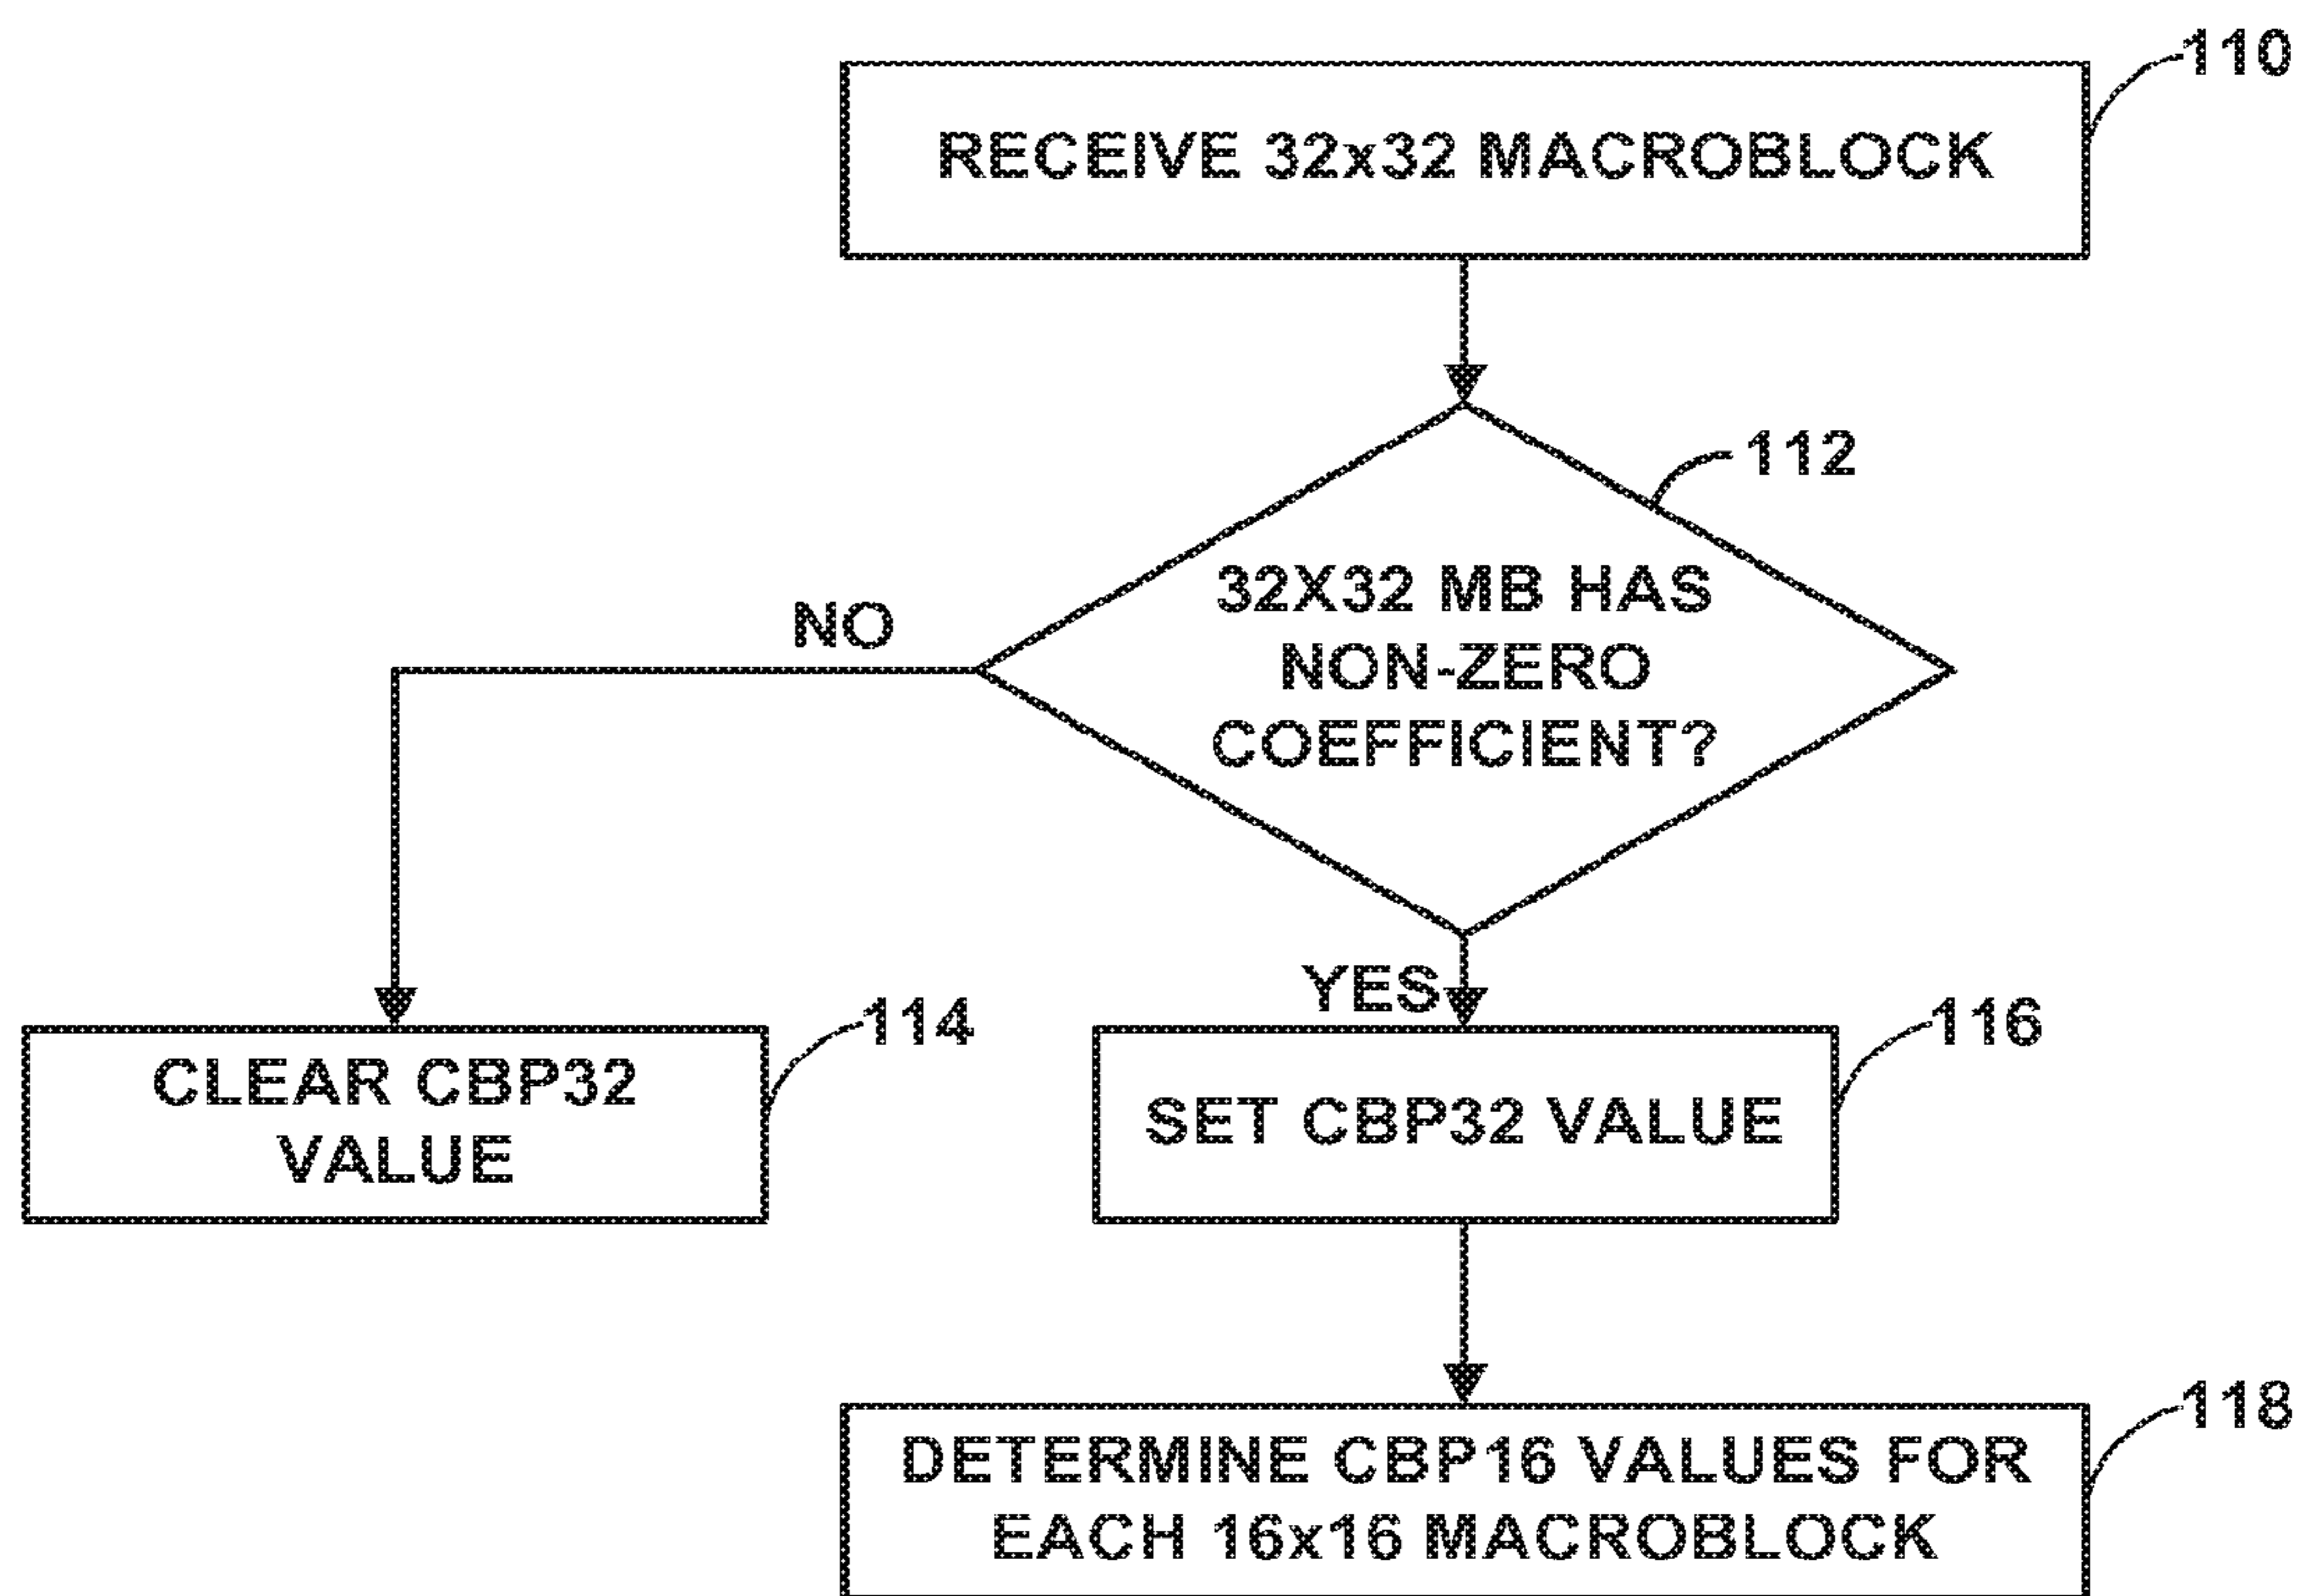 110
RECEIVE 32x32 MACROBLOCK
112
32X32 MB HAS
NON-ZERO
COEFFICIENT?
NO
YES
114
CLEAR CBP32
VALUE
116
SET CBP32 VALUE
118
DETERMINE CBP16 VALUES FOR
EACH 16x16 MACROBLOCK